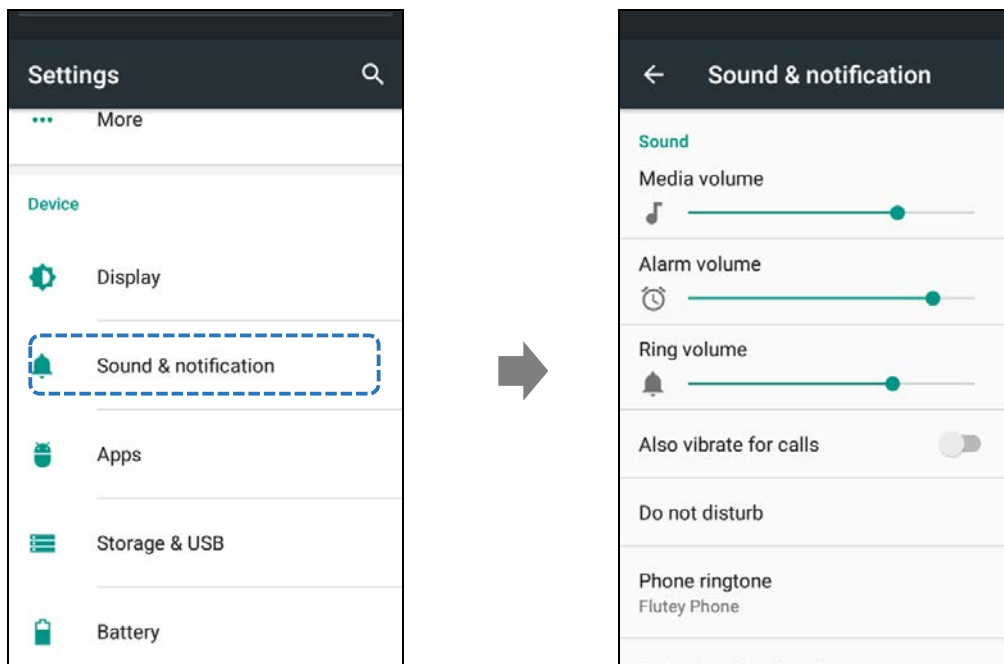 Settings
More
Device
Display
Sound & notification
Apps
Storage & USB
Battery
Sound & notification
Sound
Media volume
Alarm volume
Ring volume
Also vibrate for calls
Do not disturb
Phone ringtone
Flutey Phone